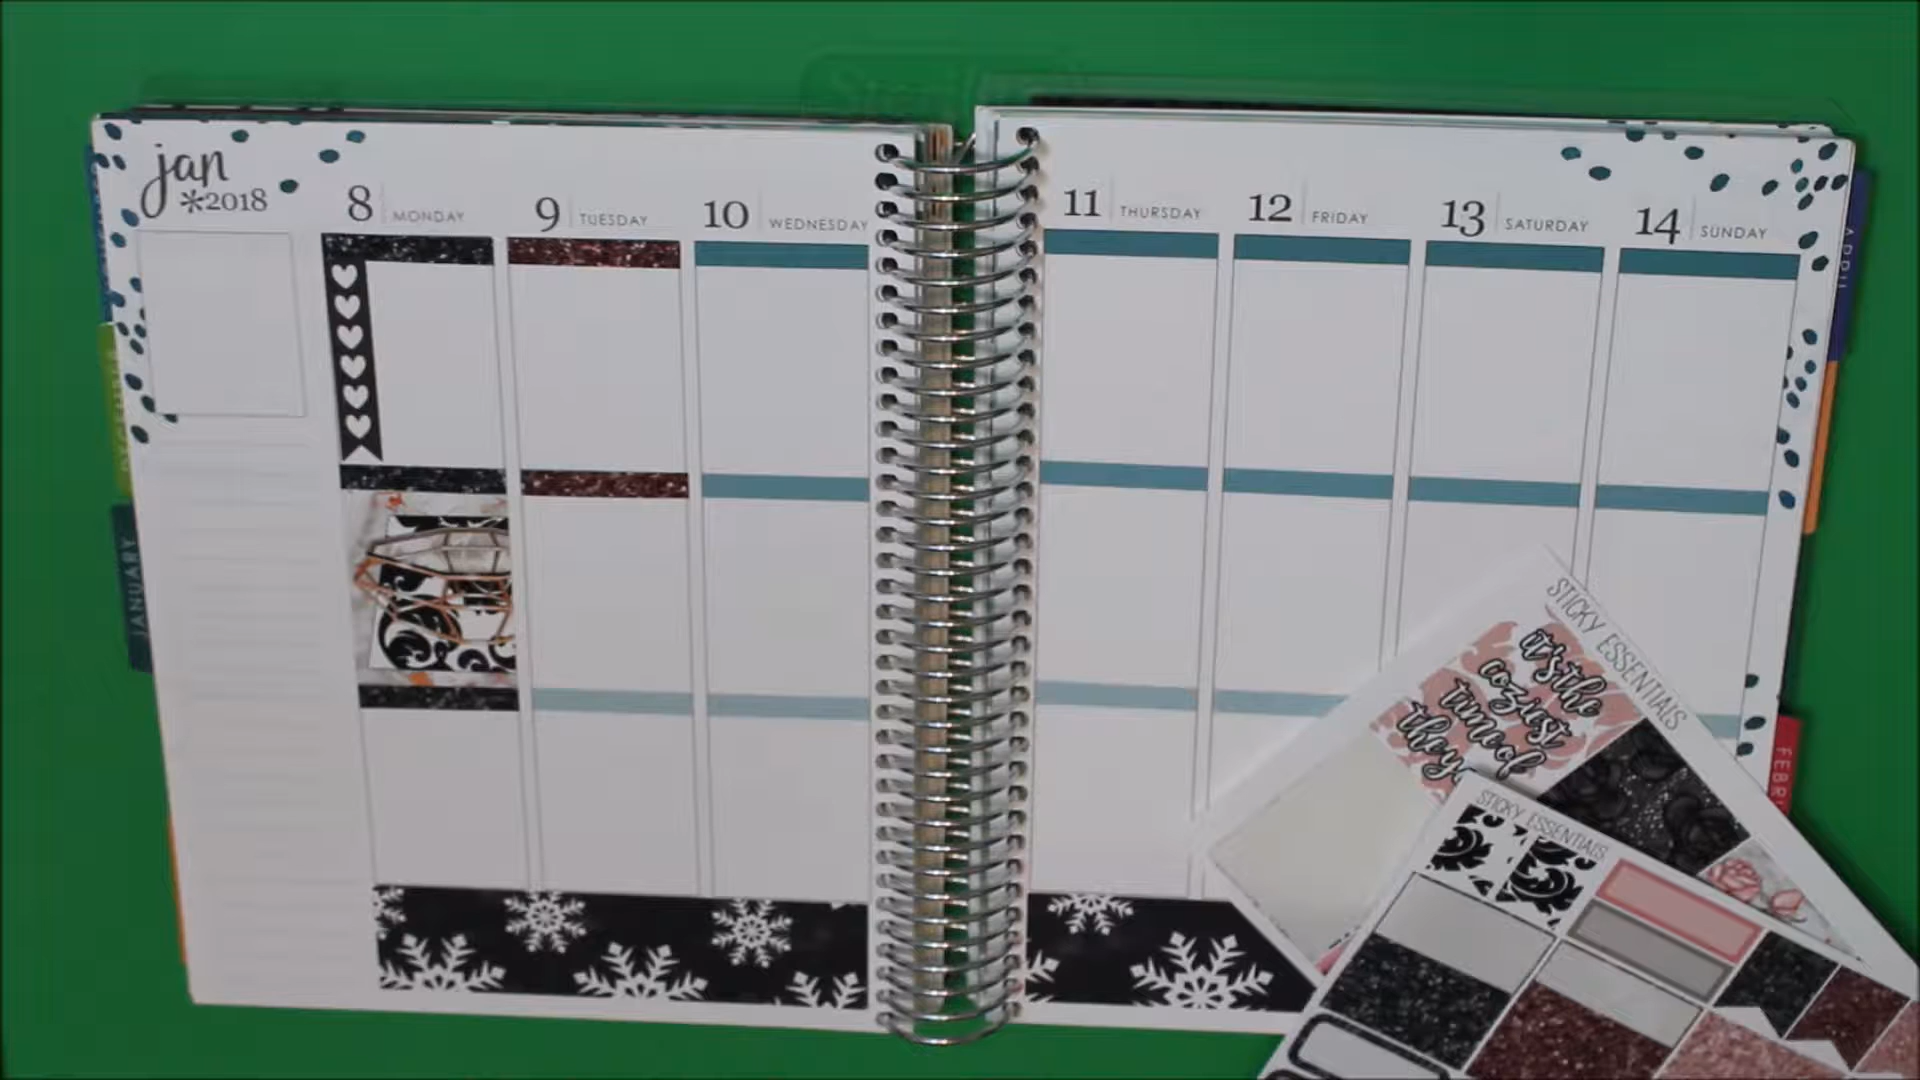 jan
*2018
8 MONDAY
9 TUESDAY
10 WEDNESDAY
11 THURSDAY
12 FRIDAY
13 SATURDAY
14 SUNDAY
JANUARY
STICKY ESSENTIALS
it's the
coziest
time of
STICKY ESSENTIALS